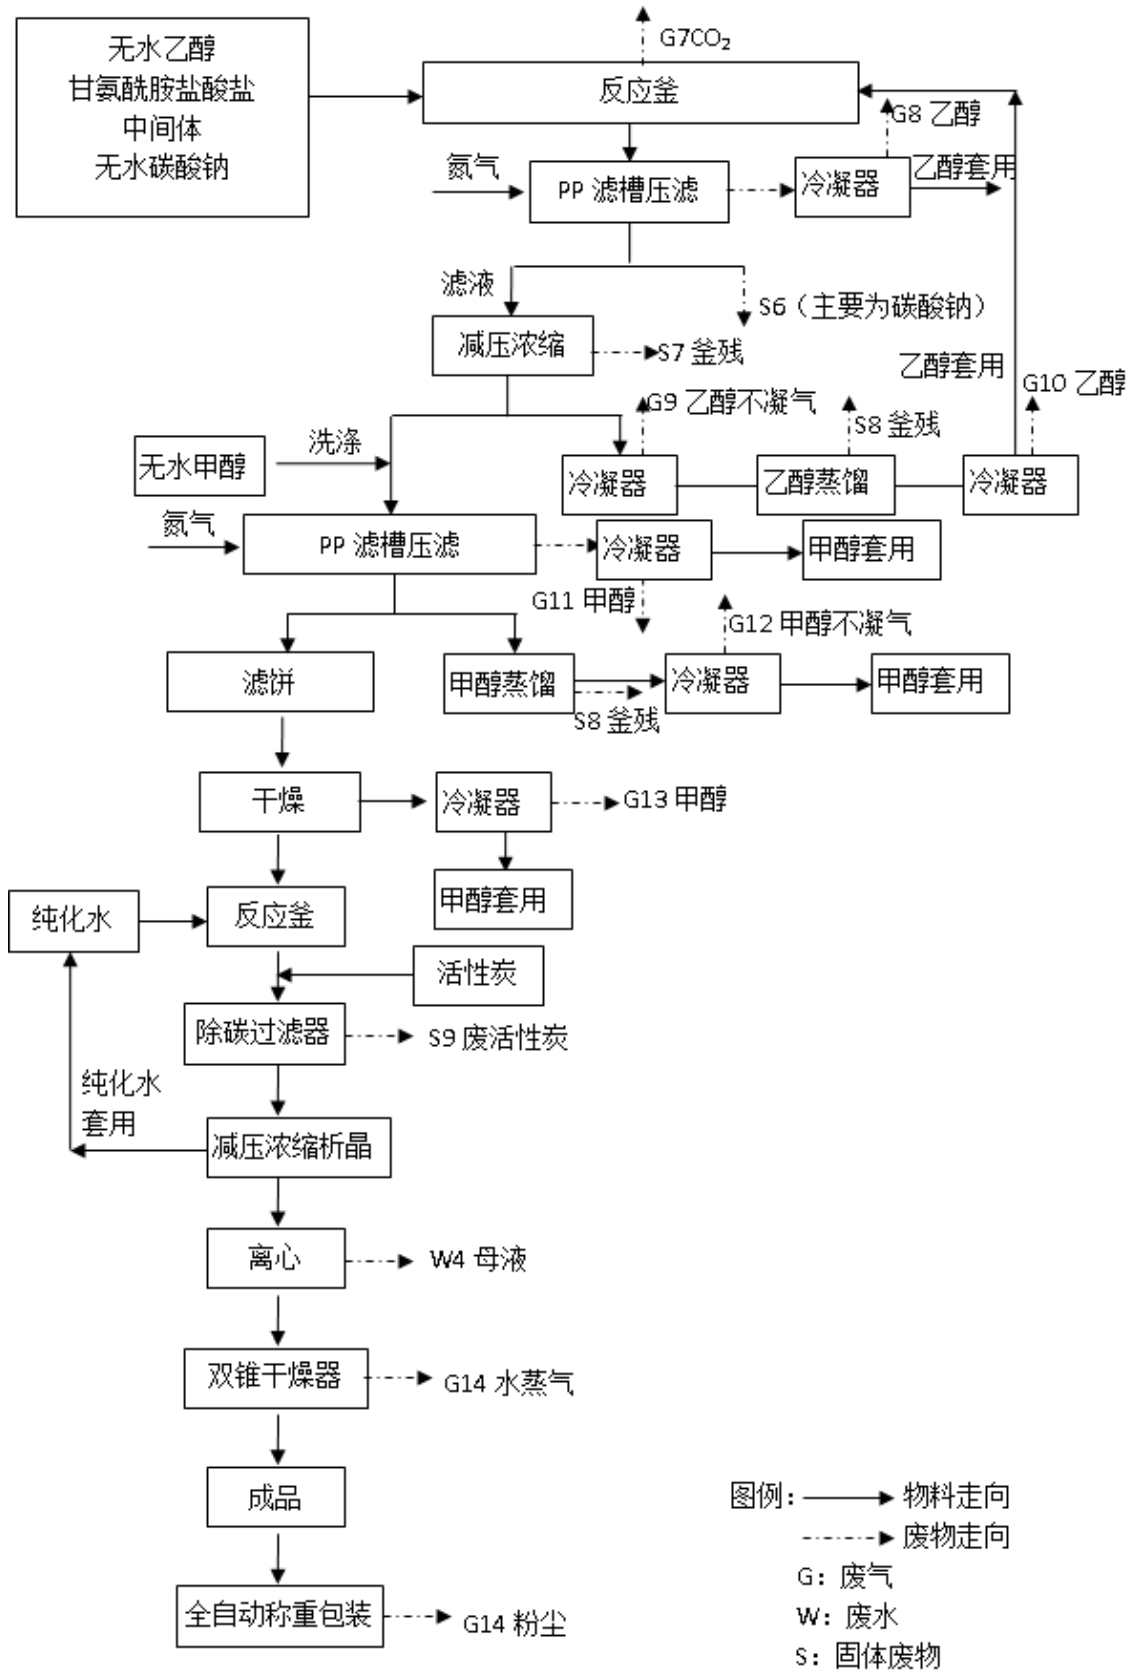 无水乙醇
甘氨酰胺盐酸盐
中间体
无水碳酸钠
G7CO₂
反应釜
G8 乙醇
氮气
PP 滤槽压滤
冷凝器
乙醇套用
滤液
S6（主要为碳酸钠）
减压浓缩
S7 釜残
乙醇套用
G10 乙醇
G9 乙醇不凝气
S8 釜残
无水甲醇
洗涤
冷凝器
乙醇蒸馏
冷凝器
氮气
PP 滤槽压滤
冷凝器
甲醇套用
G11 甲醇
G12 甲醇不凝气
滤饼
甲醇蒸馏
冷凝器
甲醇套用
S8 釜残
干燥
冷凝器
G13 甲醇
甲醇套用
纯化水
反应釜
活性炭
除碳过滤器
S9 废活性炭
纯化水
套用
减压浓缩析晶
离心
W4 母液
双锥干燥器
G14 水蒸气
成品
全自动称重包装
G14 粉尘
图例：
物料走向
废物走向
G：废气
W：废水
S：固体废物